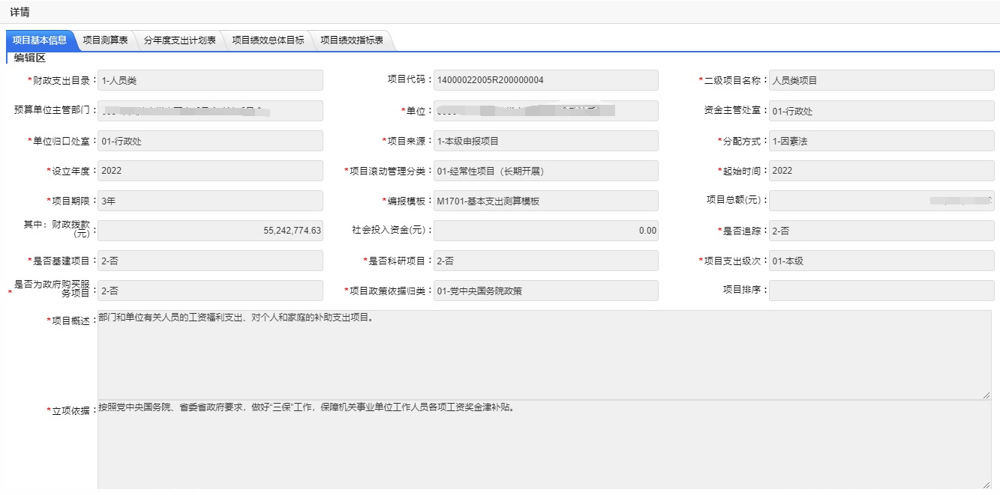 详情
项目基本信息 项目测算表 分年度支出计划表 项目绩效总体目标 项目绩效指标表
编辑区
*财政支出目录： 1-人员类 项目代码： 14000022005R200000004 *二级项目名称： 人员类项目
预算单位主管部门： *单位： 资金主管处室： 01-行政处
*单位归口处室： 01-行政处 *项目来源： 1-本级申报项目 *分配方式： 1-因素法
*设立年度： 2022 *项目滚动管理分类： 01-经常性项目（长期开展） *起始时间： 2022
*项目期限： 3年 *编报模板： M1701-基本支出测算模板 项目总额(元)：
其中：财政拨款(元)： 55,242,774.63 社会投入资金(元)： 0.00 *是否追踪： 2-否
*是否基建项目： 2-否 *是否科研项目： 2-否 *项目支出级次： 01-本级
*是否为政府购买服务项目： 2-否 *项目政策依据归类： 01-党中央国务院政策 项目排序：
*项目概述： 部门和单位有关人员的工资福利支出、对个人和家庭的补助支出项目。
*立项依据： 按照党中央国务院、省委省政府要求，做好“三保”工作，保障机关事业单位工作人员各项工资奖金津补贴。